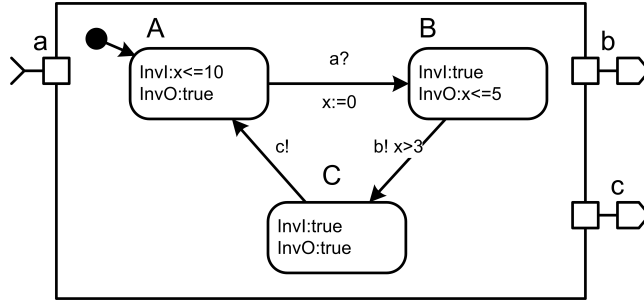 A
B
a
b
InvI:x<=10
InvO:true
a?
x:=0
InvI:true
InvO:x<=5
c!
b! x>3
C
c
InvI:true
InvO:true